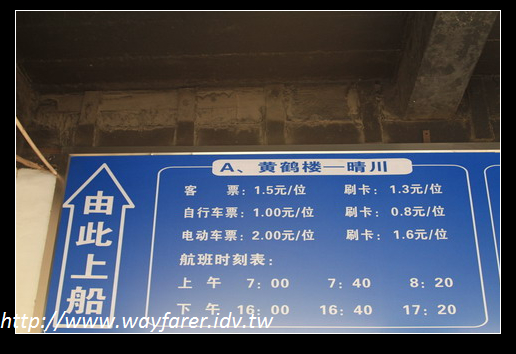 由此上船
A、黄鹤楼—晴川
客 票：1.5元/位 刷卡：1.3元/位
自行车票：1.00元/位 刷卡：0.8元/位
电动车票：2.00元/位 刷卡：1.6元/位
航班时刻表：
上 午 7：00 7：40 8：20
下 午 16：00 16：40 17：20
http://www.wayfarer.idv.tw